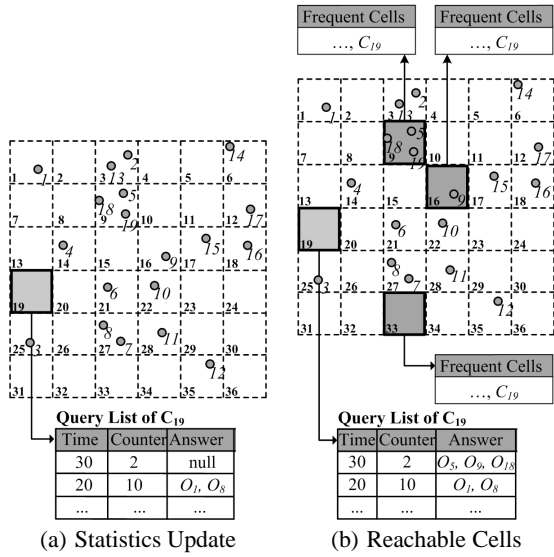 Frequent Cells
..., C19
Frequent Cells
..., C19
14
2
1 1 2 3 13 4 5 6
5
18
17
7 8 9 19 10 11 12
4 9 15 16
13 14 15 16 17 18
6 10
19 20 21 22 23 24
8 7 11
25 3 26 27 28 29 30
12
31 32 33 34 35 36
Query List of C19
Time Counter Answer
30 2 null
20 10 O1, O8
... ... ...
(a) Statistics Update
14
2
1 1 2 3 13 4 5 6
5
18
17
7 8 9 19 10 11 12
4 9 15 16
13 14 15 16 17 18
6 10
19 20 21 22 23 24
8 11
25 3 26 27 7 28 29 30
12
31 32 33 34 35 36
Frequent Cells
..., C19
Query List of C19
Time Counter Answer
30 2 O5, O9, O18
20 10 O1, O8
... ... ...
(b) Reachable Cells